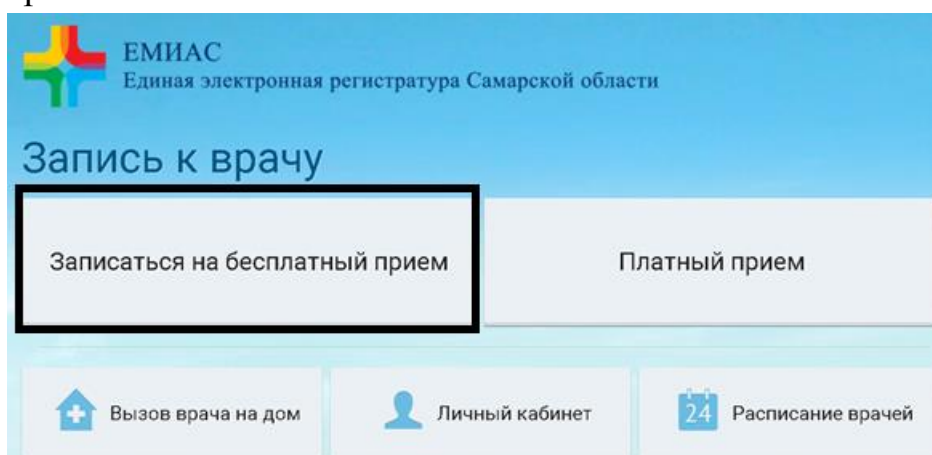 ЕМИАС
Единая электронная регистратура Самарской области
Запись к врачу
Записаться на бесплатный прием
Платный прием
Вызов врача на дом
Личный кабинет
24 Расписание врачей